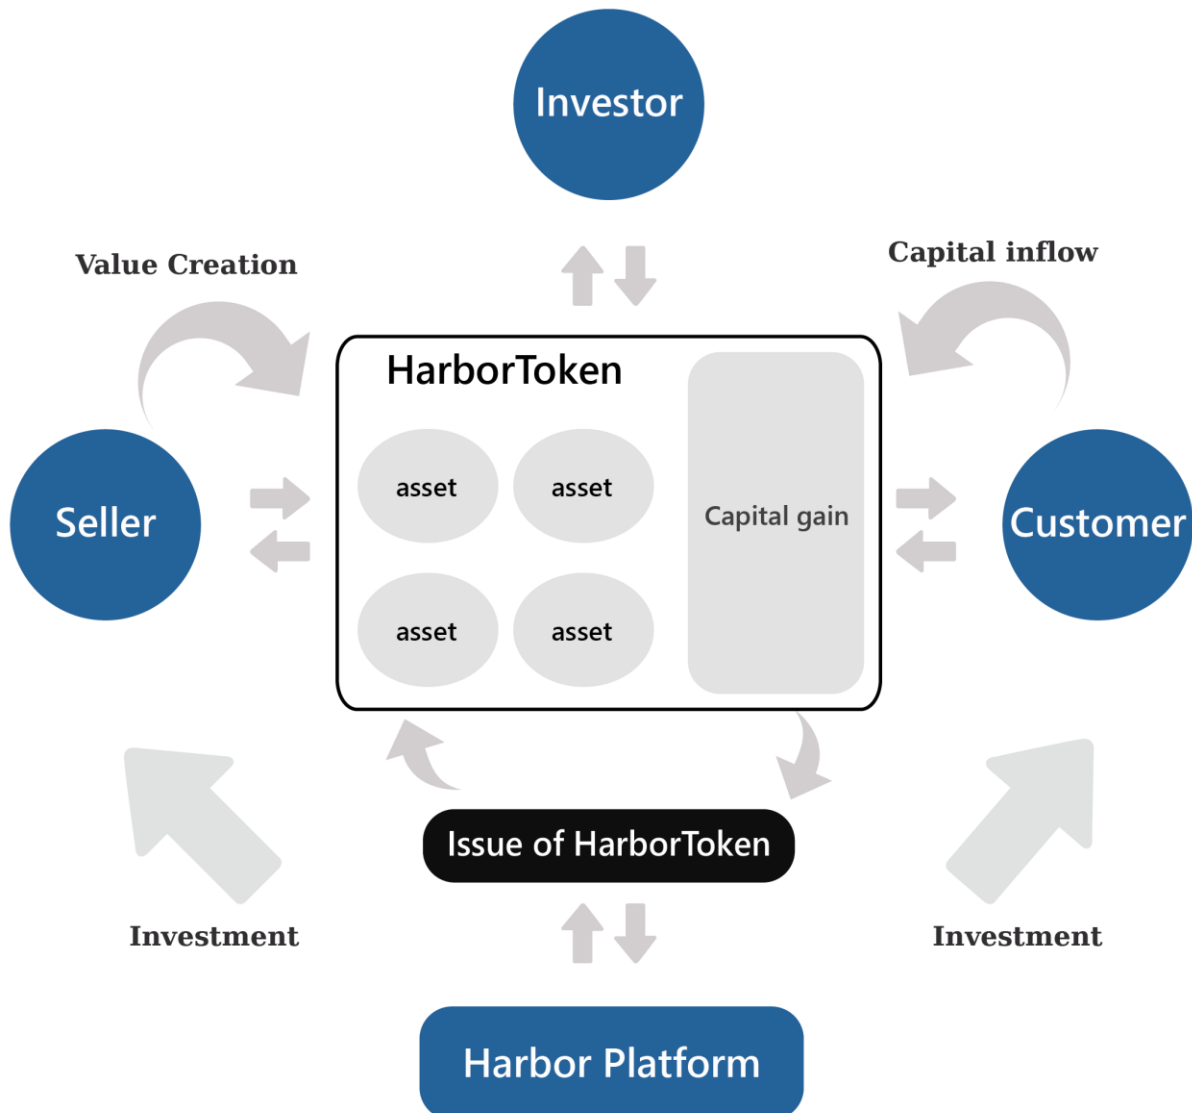 Investor
Value Creation
Capital inflow
HarborToken
Seller
asset
asset
Capital gain
Customer
asset
asset
Issue of HarborToken
Investment
Investment
Harbor Platform